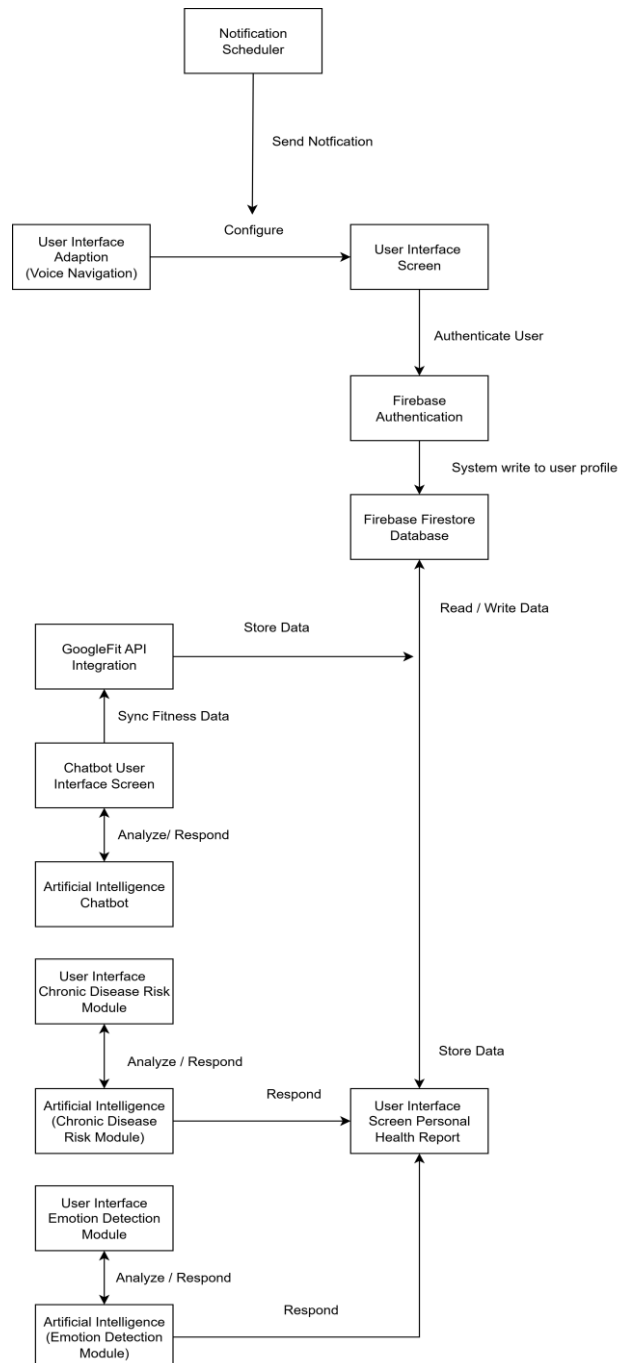 Notification
Scheduler
Send Notfication
Configure
User Interface
Adaption
(Voice Navigation)
User Interface
Screen
Authenticate User
Firebase
Authentication
System write to user profile
Firebase Firestore
Database
Read / Write Data
Store Data
GoogleFit API
Integration
Sync Fitness Data
Chatbot User
Interface Screen
Analyze/ Respond
Artificial Intelligence
Chatbot
User Interface
Chronic Disease Risk
Module
Analyze / Respond
Store Data
Artificial Intelligence
(Chronic Disease
Risk Module)
Respond
User Interface
Screen Personal
Health Report
User Interface
Emotion Detection
Module
Analyze / Respond
Artificial Intelligence
(Emotion Detection
Module)
Respond